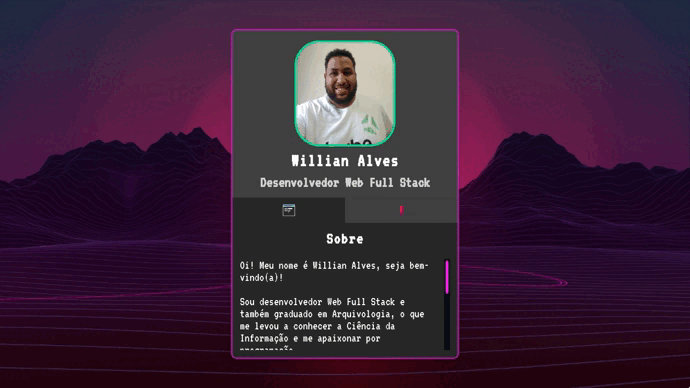 Willian Alves
Desenvolvedor Web Full Stack
Sobre
Oi! Meu nome é Willian Alves, seja bem-
vindo(a)!
Sou desenvolvedor Web Full Stack e
também graduado em Arquivologia, o que
me levou a conhecer a Ciência da
Informação e me apaixonar por